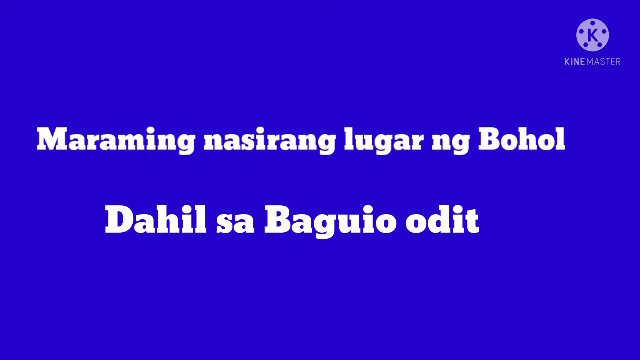 K
KINEMASTER
Maraming nasirang lugar ng Bohol
Dahil sa Baguio odit